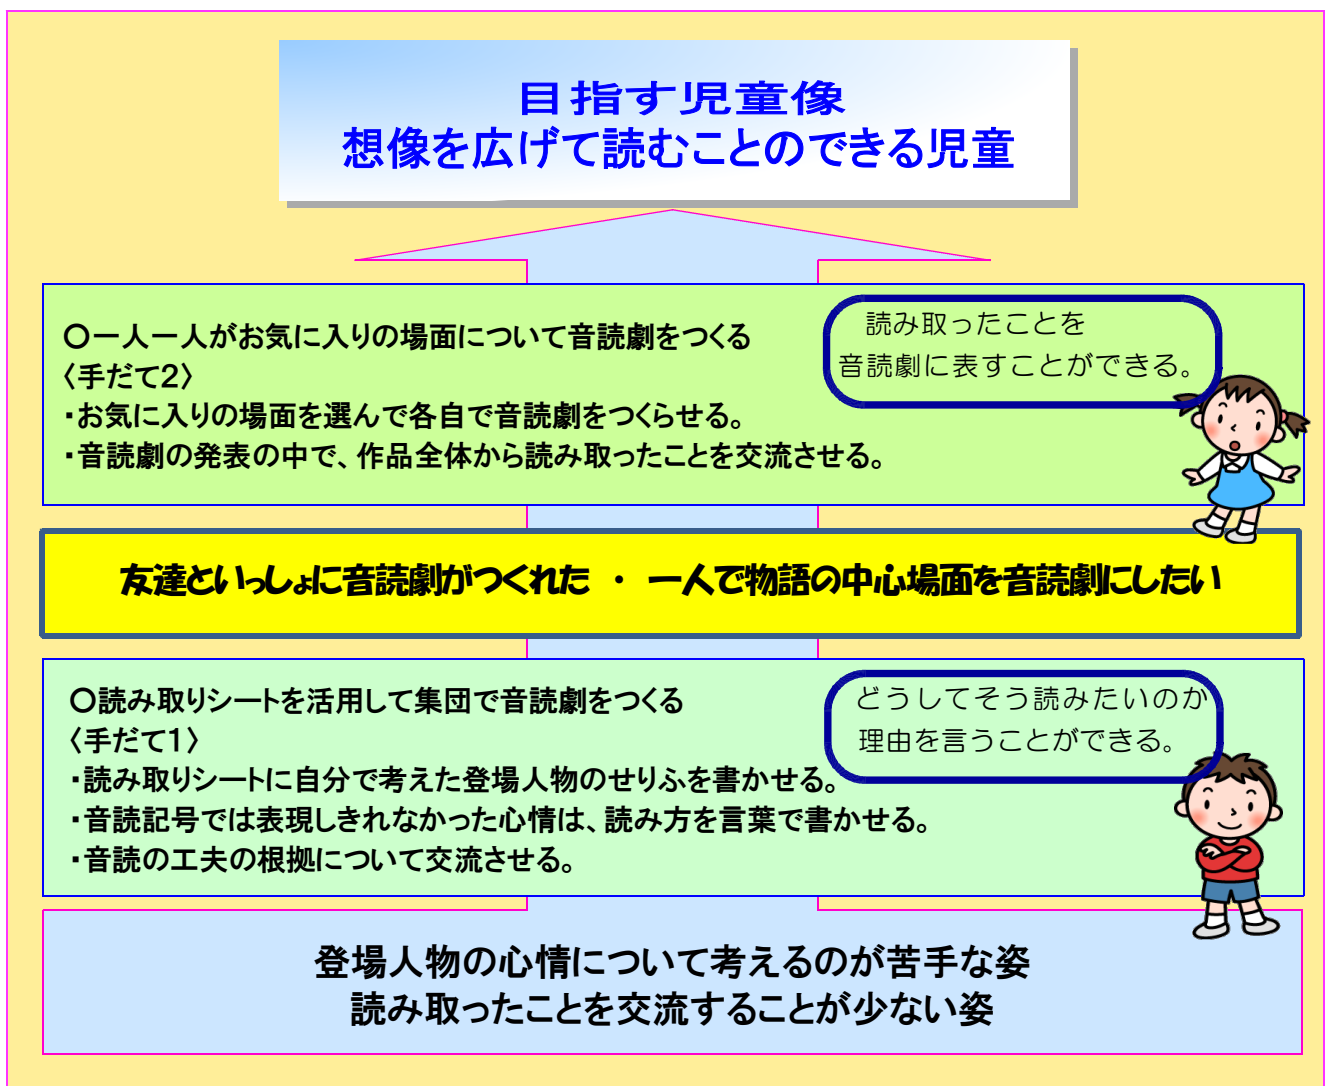 目指す児童像
想像を広げて読むことのできる児童
〇一人一人がお気に入りの場面について音読劇をつくる
〈手だて2〉
・お気に入りの場面を選んで各自で音読劇をつくらせる。
・音読劇の発表の中で、作品全体から読み取ったことを交流させる。
読み取ったことを
音読劇に表すことができる。
友達といっしょに音読劇がつくれた ・ 一人で物語の中心場面を音読劇にしたい
〇読み取りシートを活用して集団で音読劇をつくる
〈手だて1〉
・読み取りシートに自分で考えた登場人物のせりふを書かせる。
・音読記号では表現しきれなかった心情は、読み方を言葉で書かせる。
・音読の工夫の根拠について交流させる。
どうしてそう読みたいのか
理由を言うことができる。
登場人物の心情について考えるのが苦手な姿
読み取ったことを交流することが少ない姿